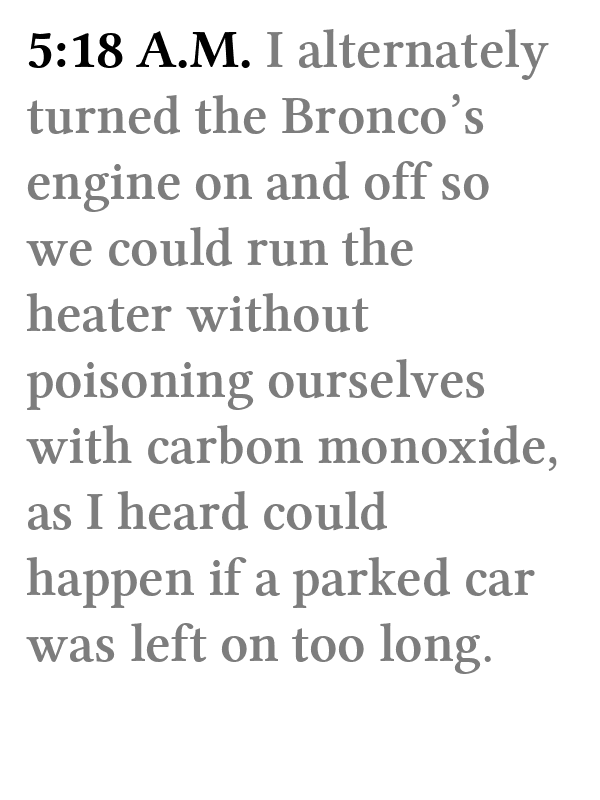 5:18 A.M. I alternately
turned the Bronco’s
engine on and off so
we could run the
heater without
poisoning ourselves
with carbon monoxide,
as I heard could
happen if a parked car
was left on too long.